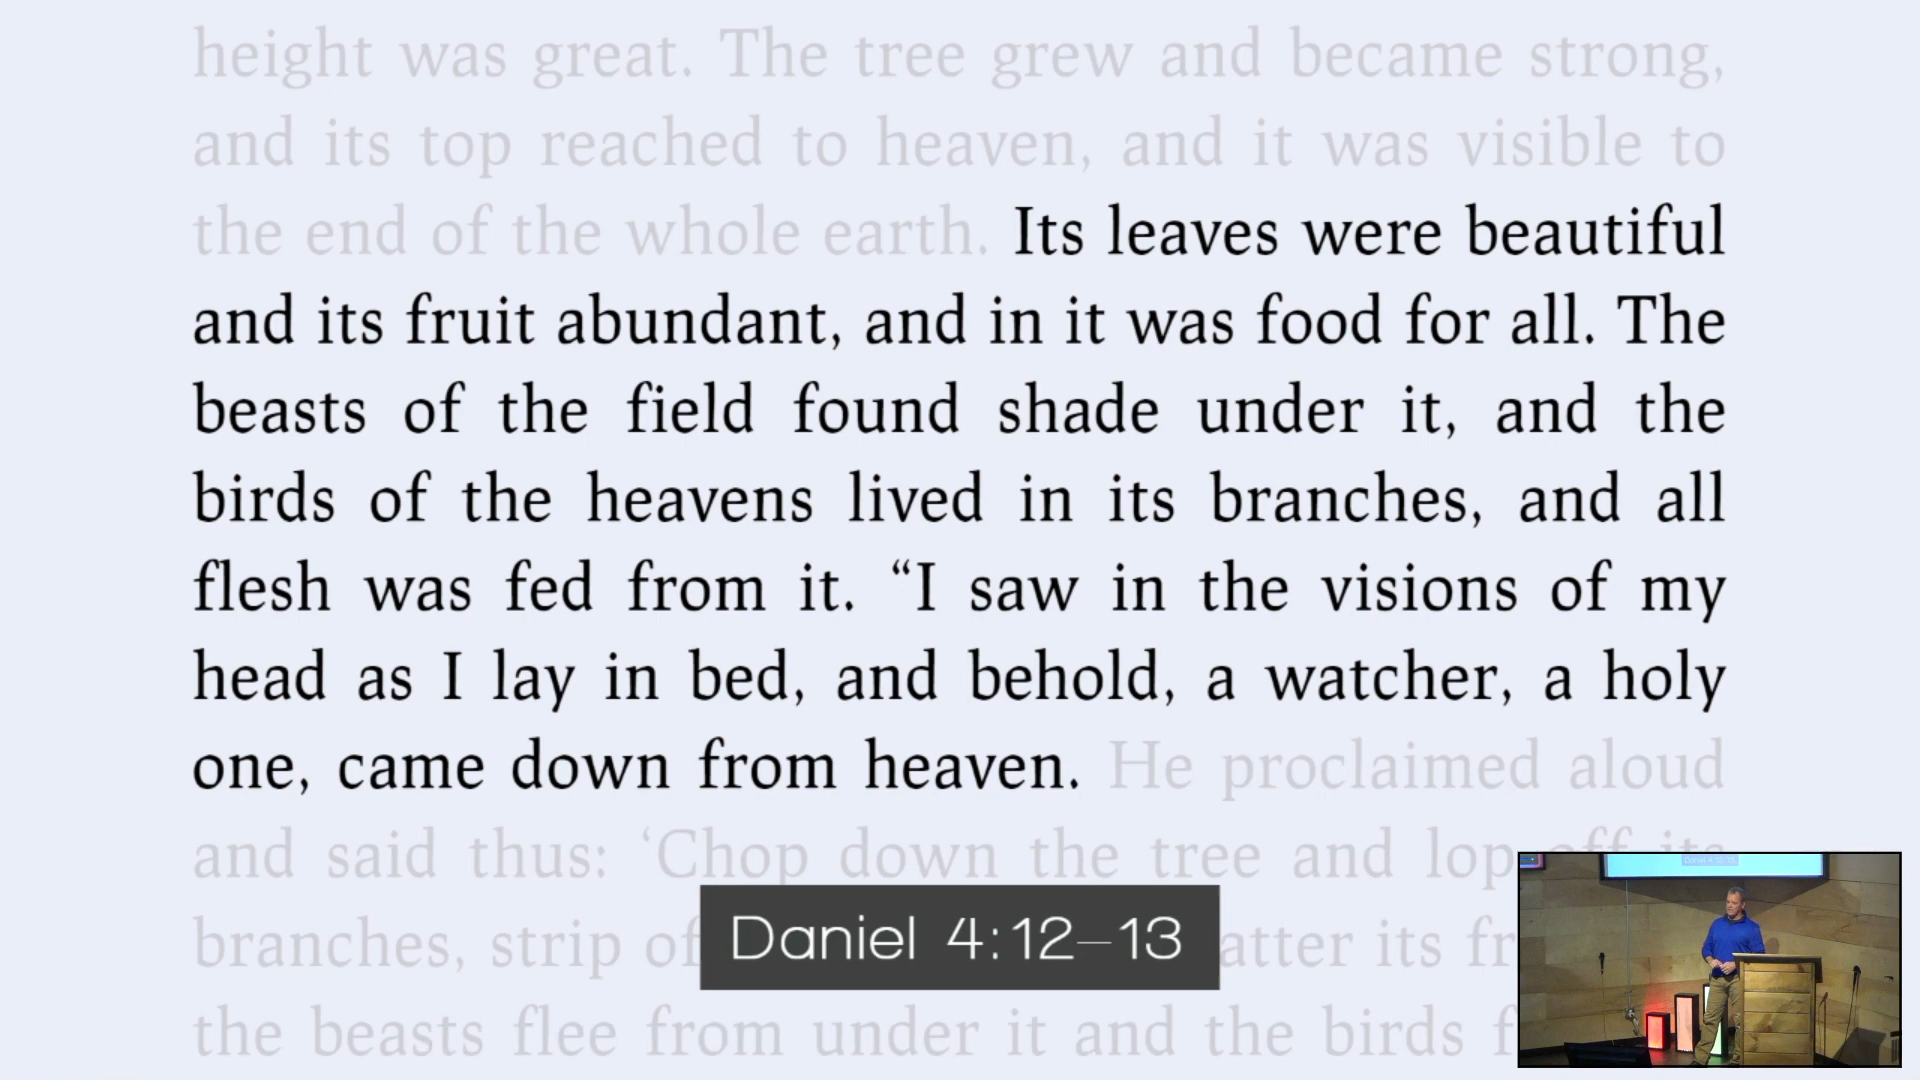 height was great. The tree grew and became strong,
and its top reached to heaven, and it was visible to
the end of the whole earth. Its leaves were beautiful
and its fruit abundant, and in it was food for all. The
beasts of the field found shade under it, and the
birds of the heavens lived in its branches, and all
flesh was fed from it. “I saw in the visions of my
head as I lay in bed, and behold, a watcher, a holy
one, came down from heaven. He proclaimed aloud
and said thus: ‘Chop down the tree and lop off its
branches, strip its
the beasts flee from under it and the birds
Daniel 4:12–13